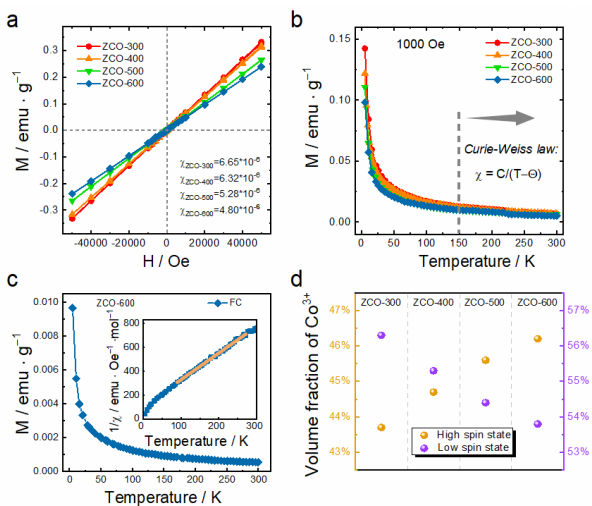 a
M / emu · g⁻¹
0.3
0.2
0.1
0.0
-0.1
-0.2
-0.3
ZCO-300
ZCO-400
ZCO-500
ZCO-600
χZCO-300=6.65*10⁻⁶
χZCO-400=6.32*10⁻⁶
χZCO-500=5.28*10⁻⁶
χZCO-600=4.80*10⁻⁶
-40000 -20000 0 20000 40000
H / Oe
b
M / emu · g⁻¹
0.15
0.10
0.05
0.00
1000 Oe
ZCO-300
ZCO-400
ZCO-500
ZCO-600
Curie-Weiss law:
χ = C/(T–Θ)
0 50 100 150 200 250 300
Temperature / K
c
M / emu · g⁻¹
0.010
0.008
0.006
0.004
0.002
0.000
ZCO-600
FC
1/χ / emu · Oe⁻¹ ·mol⁻¹
800
600
400
200
0
0 100 200 300
Temperature / K
0 50 100 150 200 250 300
Temperature / K
d
Volume fraction of Co³⁺
47%
46%
45%
44%
43%
ZCO-300 ZCO-400 ZCO-500 ZCO-600
High spin state
Low spin state
57%
56%
55%
54%
53%